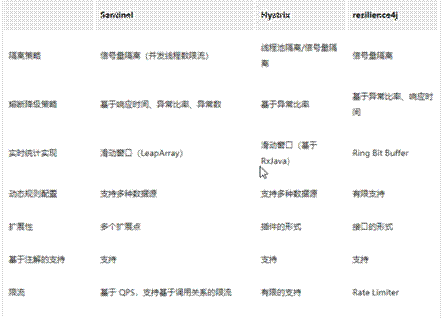 Sentinel Hystrix resilience4j
隔离策略 信号量隔离（并发线程数限流） 线程池隔离/信号量隔离 信号量隔离
熔断降级策略 基于响应时间、异常比率、异常数 基于异常比率 基于异常比率、响应时间
实时统计实现 滑动窗口（LeapArray） 滑动窗口（基于 RxJava） Ring Bit Buffer
动态规则配置 支持多种数据源 支持多种数据源 有限支持
扩展性 多个扩展点 插件的形式 接口的形式
基于注解的支持 支持 支持 支持
限流 基于 QPS，支持基于调用关系的限流 有限的支持 Rate Limiter